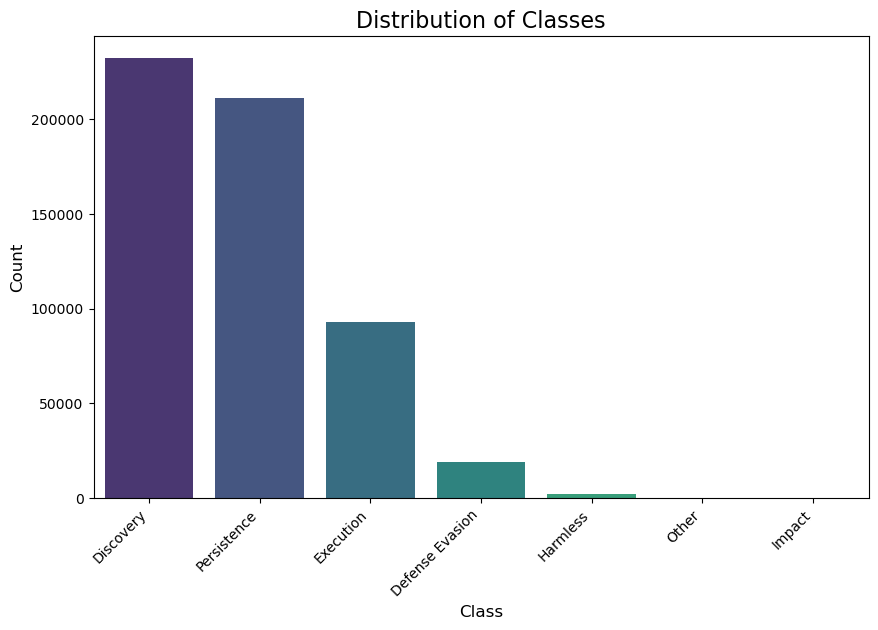 Distribution of Classes
Count
200000
150000
100000
50000
0
Discovery
Persistence
Execution
Defense Evasion
Harmless
Other
Impact
Class